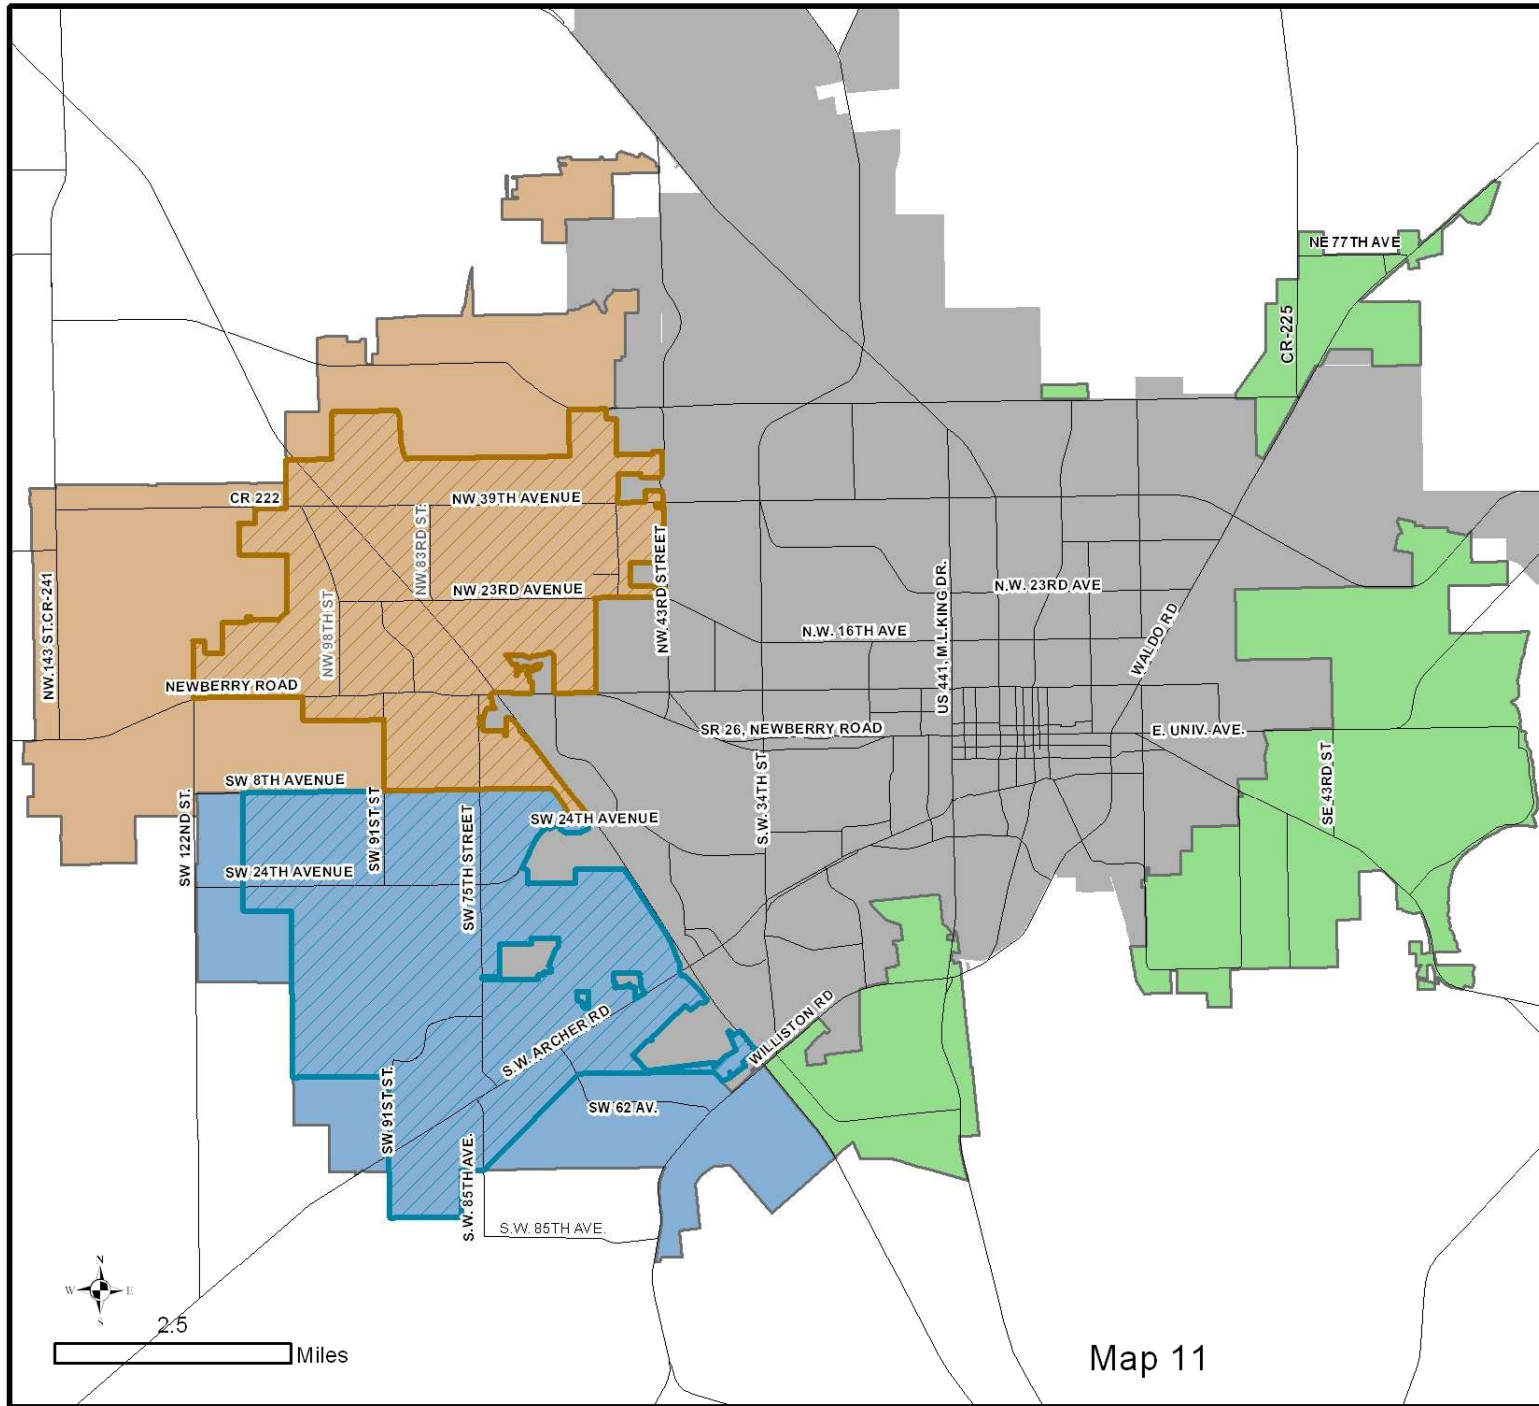 NE 77TH AVE
CR-225
CR 222
NW 39TH AVENUE
NW 83RD ST.
NW 43RD STREET
NW 143 ST.CR-241
NW 23RD AVENUE
NW 98TH ST
N.W. 23RD AVE
US 441, M.L.KING DR.
N.W. 16TH AVE
WALDO RD
NEWBERRY ROAD
SR 26, NEWBERRY ROAD
E. UNIV. AVE.
SW 8TH AVENUE
SW 122ND ST.
SW 91ST ST
SW 75TH STREET
SW 24TH AVENUE
S.W. 34TH ST
SE 43RD ST
SW 24TH AVENUE
S.W. ARCHER RD
WILLISTON RD
SW 91ST ST.
SW 62 AV.
S.W. 85TH AVE.
S.W. 85TH AVE.
N
W
E
S
2.5
Miles
Map 11